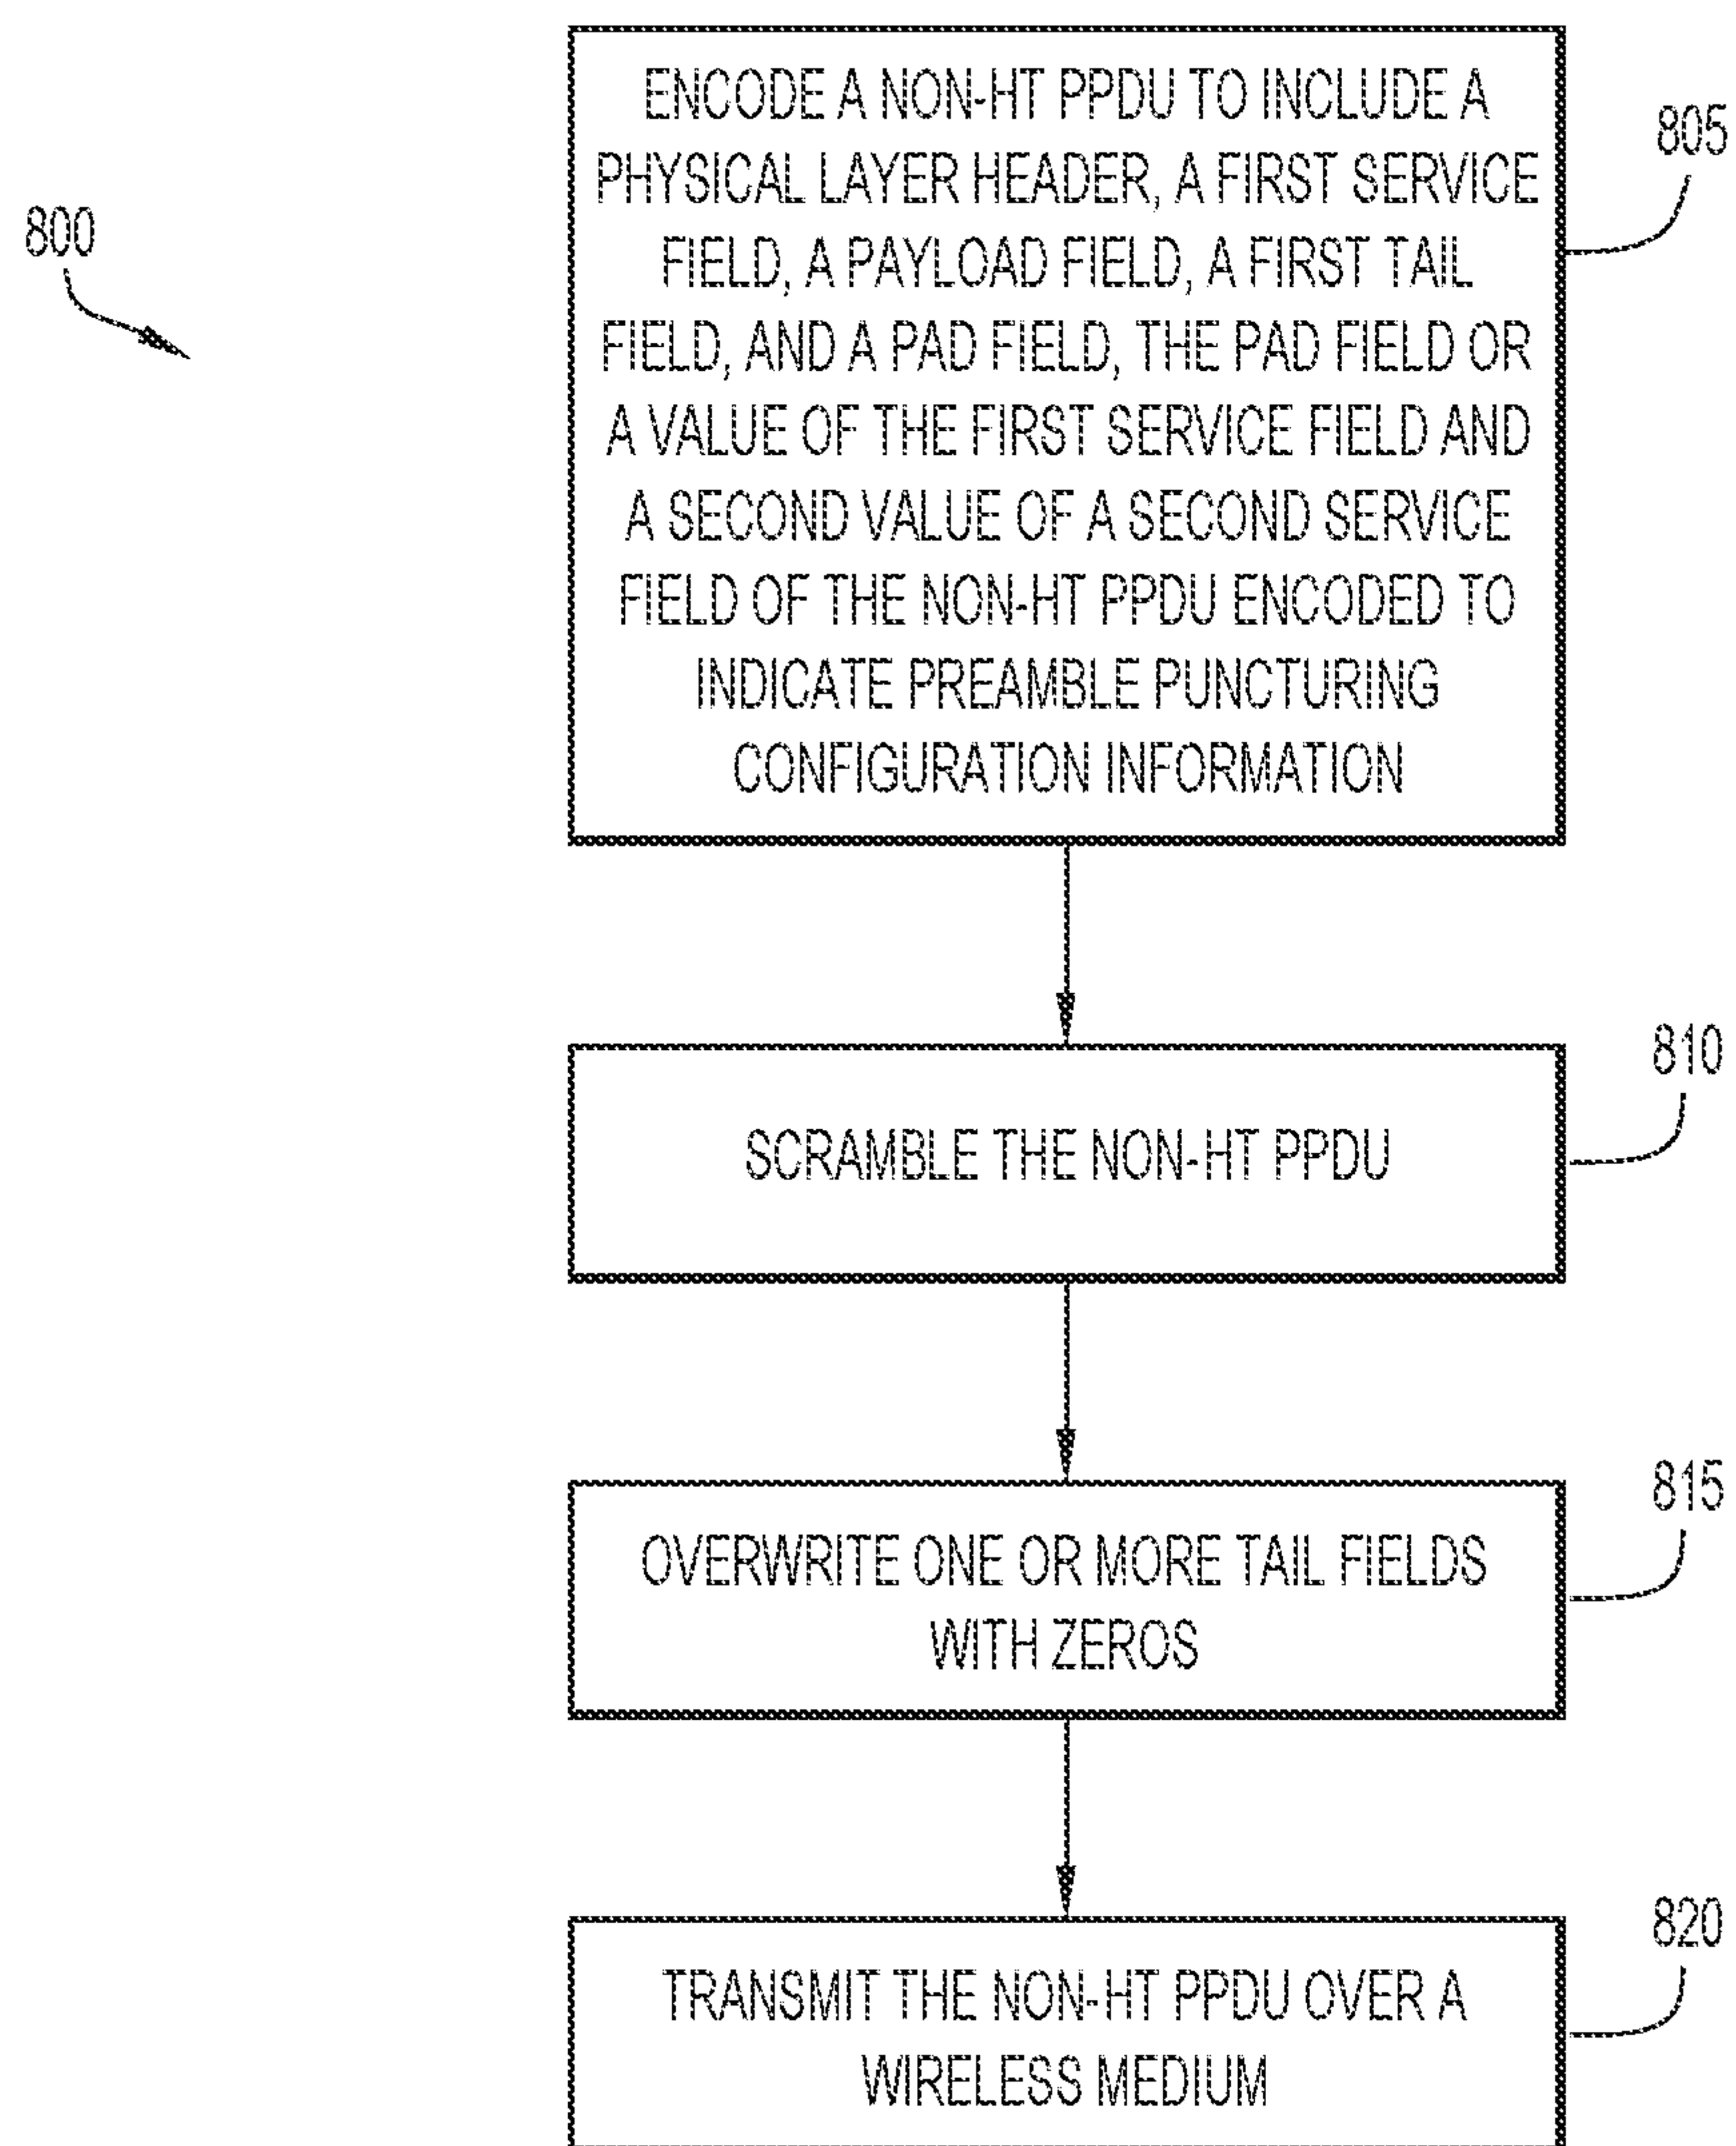 800
ENCODE A NON-HT PPDU TO INCLUDE A
PHYSICAL LAYER HEADER, A FIRST SERVICE
FIELD, A PAYLOAD FIELD, A FIRST TAIL
FIELD, AND A PAD FIELD, THE PAD FIELD OR
A VALUE OF THE FIRST SERVICE FIELD AND
A SECOND VALUE OF A SECOND SERVICE
FIELD OF THE NON-HT PPDU ENCODED TO
INDICATE PREAMBLE PUNCTURING
CONFIGURATION INFORMATION
805
SCRAMBLE THE NON-HT PPDU
810
OVERWRITE ONE OR MORE TAIL FIELDS
WITH ZEROS
815
TRANSMIT THE NON-HT PPDU OVER A
WIRELESS MEDIUM
820